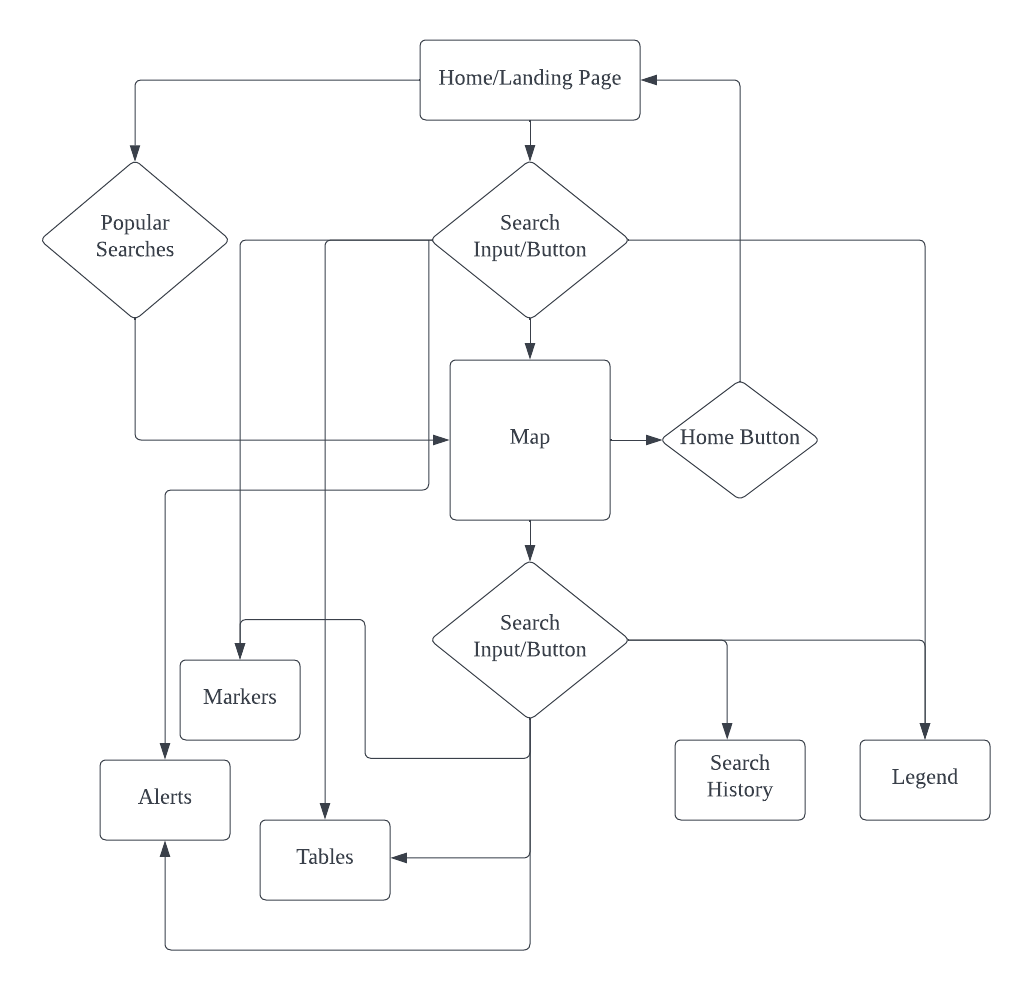 Home/Landing Page
Popular
Searches
Search
Input/Button
Map
Home Button
Search
Input/Button
Markers
Alerts
Tables
Search
History
Legend